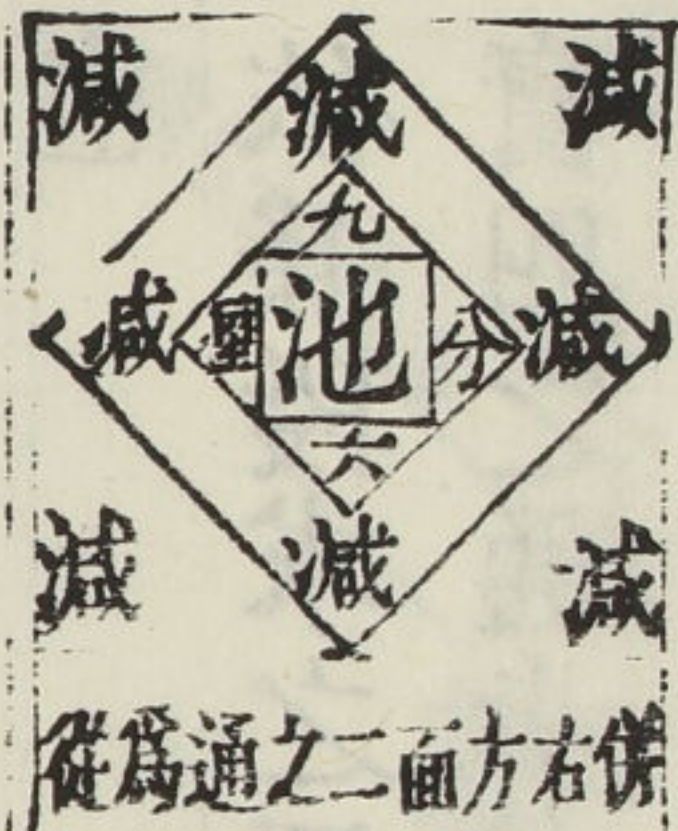 減 減 減
九
減 分 池 減
六
減 減 減
併右方面二之通爲從